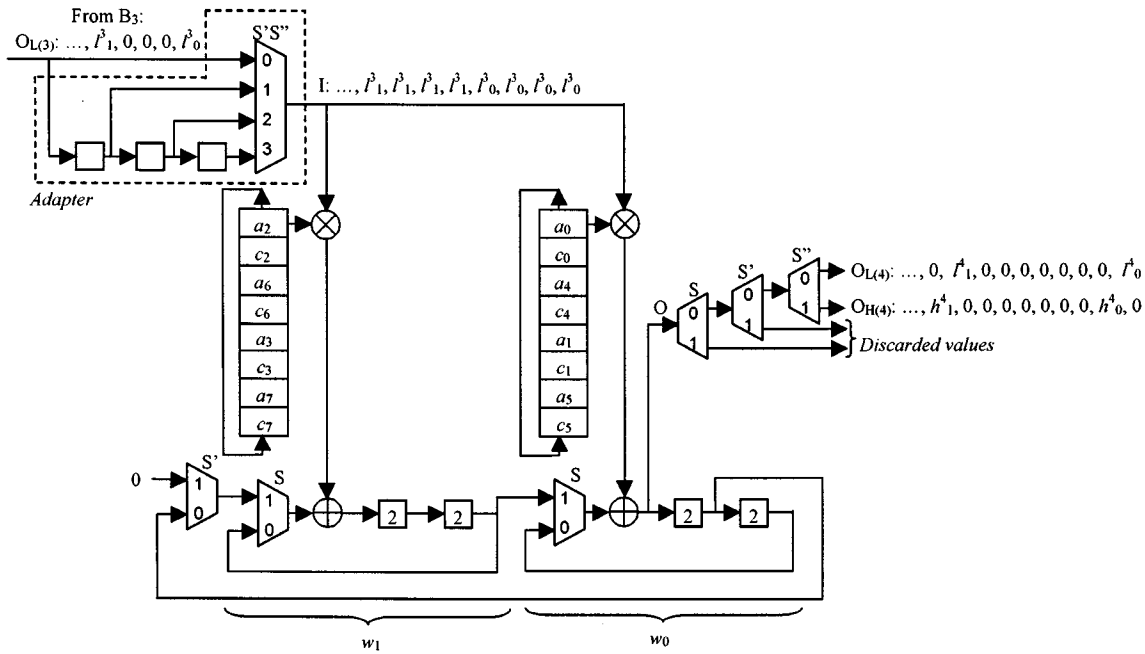 From B₃:
O_L(3): ..., l³₁, 0, 0, 0, l³₀
S'S"
0
1
2
3
Adapter
I: ..., l³₁, l³₁, l³₁, l³₁, l³₀, l³₀, l³₀, l³₀
a₂
c₂
a₆
c₆
a₃
c₃
a₇
c₇
a₀
c₀
a₄
c₄
a₁
c₁
a₅
c₅
S
0
1
S'
0
1
S"
0
1
O
O_L(4): ..., 0, l⁴₁, 0, 0, 0, 0, 0, 0, 0, l⁴₀
O_H(4): ..., h⁴₁, 0, 0, 0, 0, 0, 0, 0, h⁴₀, 0
Discarded values
0
S'
1
0
S
1
0
2
2
S
1
0
2
2
w₁
w₀